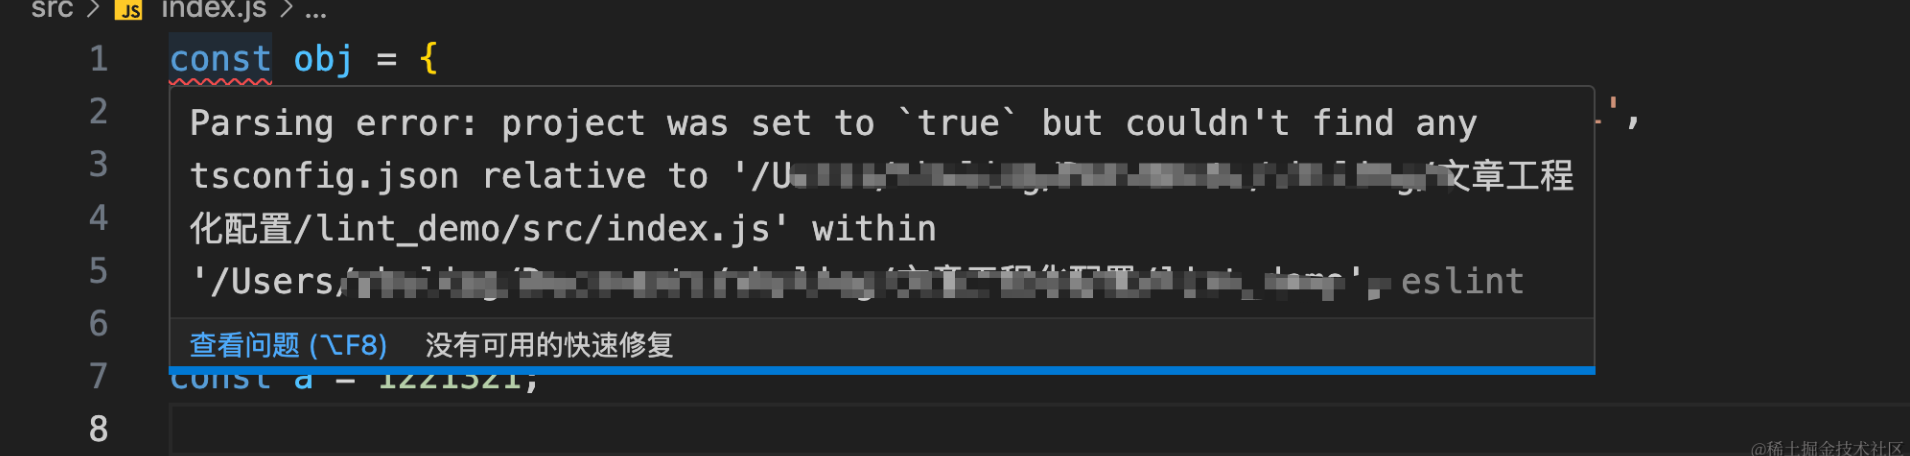 src > JS index.js > ...
1 const obj = {
2 ',
Parsing error: project was set to `true` but couldn't find any
3
tsconfig.json relative to '/U 文章工程
4
化配置/lint_demo/src/index.js' within
5
'/Users/ eslint
6
查看问题 (⌥F8) 没有可用的快速修复
7 const a = 1221321;
8
@稀土掘金技术社区